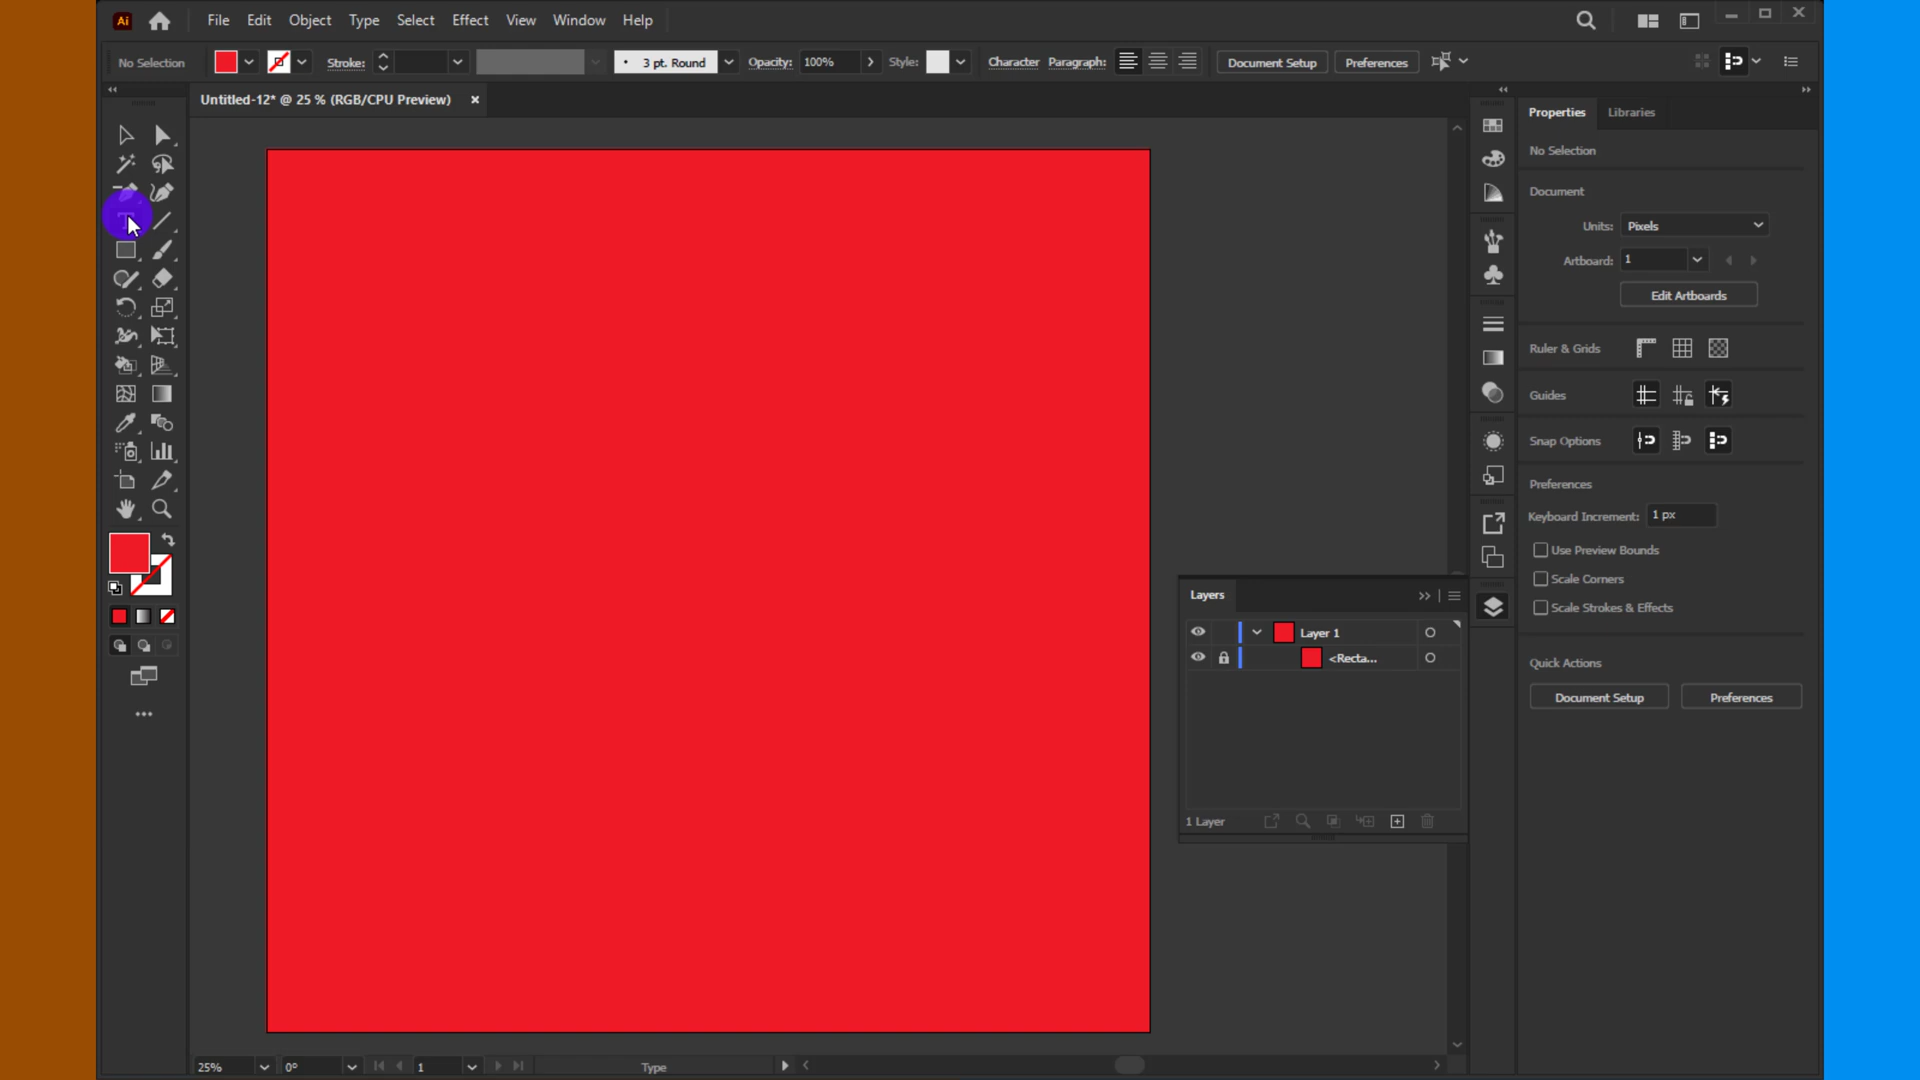 Ai File Edit Object Type Select Effect View Window Help
No Selection Stroke: 3 pt. Round Opacity: 100% Style: Character Paragraph: Document Setup Preferences
Untitled-12* @ 25 % (RGB/CPU Preview) ×
Properties Libraries
No Selection
Document
Units: Pixels
Artboard: 1
Edit Artboards
Ruler & Grids
Guides
Snap Options
Preferences
Keyboard Increment: 1 px
Use Preview Bounds
Scale Corners
Scale Strokes & Effects
Quick Actions
Document Setup Preferences
Layers
Layer 1
<Recta...
1 Layer
25% 0° 1 Type